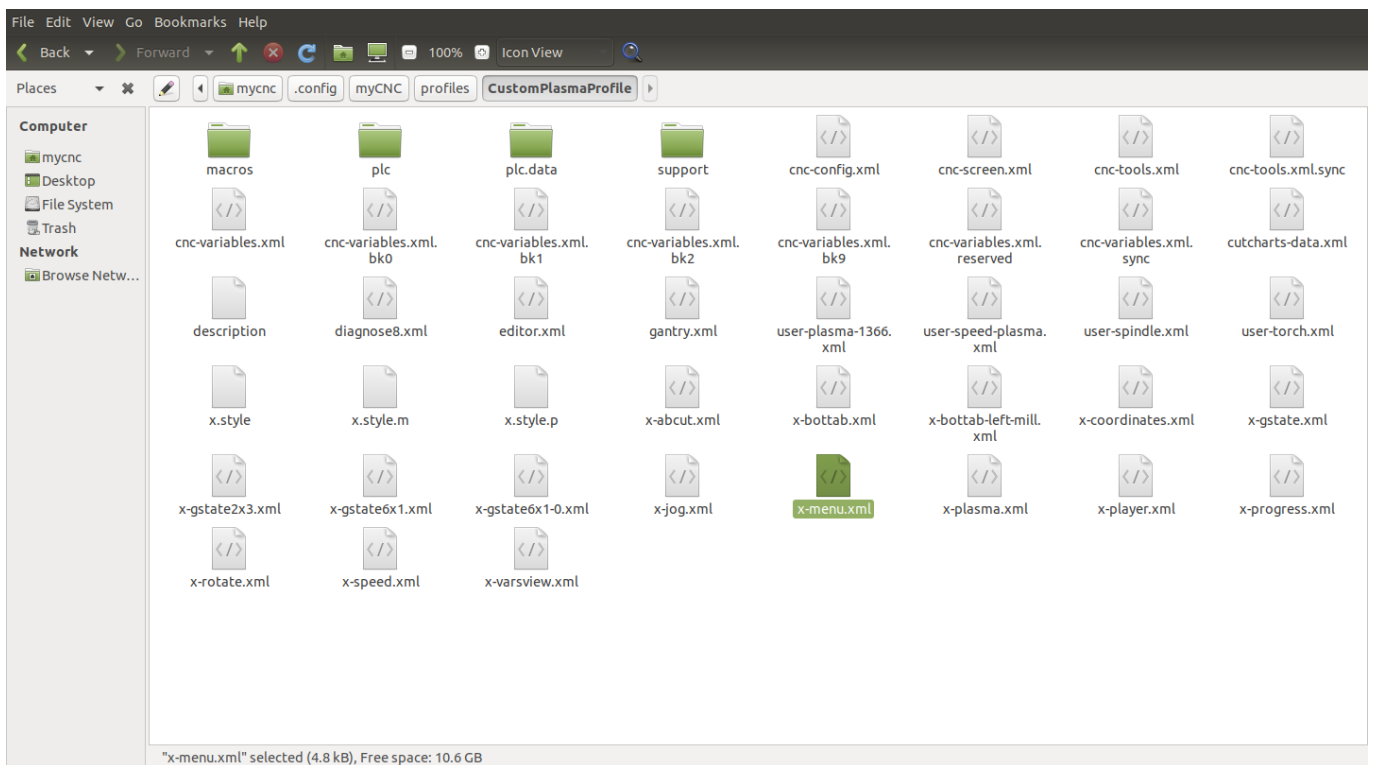 File Edit View Go Bookmarks Help
Back Forward 100% Icon View
Places mycnc .config myCNC profiles CustomPlasmaProfile
Computer
mycnc
Desktop
File System
Trash
Network
Browse Netw...
macros plc plc.data support cnc-config.xml cnc-screen.xml cnc-tools.xml cnc-tools.xml.sync
cnc-variables.xml cnc-variables.xml. cnc-variables.xml. cnc-variables.xml. cnc-variables.xml. cnc-variables.xml. cnc-variables.xml. cutcharts-data.xml
bk0 bk1 bk2 bk9 reserved sync
description diagnose8.xml editor.xml gantry.xml user-plasma-1366. user-speed-plasma. user-spindle.xml user-torch.xml
xml xml
x.style x.style.m x.style.p x-abcut.xml x-bottab.xml x-bottab-left-mill. x-coordinates.xml x-gstate.xml
xml
x-gstate2x3.xml x-gstate6x1.xml x-gstate6x1-0.xml x-jog.xml x-menu.xml x-plasma.xml x-player.xml x-progress.xml
x-rotate.xml x-speed.xml x-varsview.xml
"x-menu.xml" selected (4.8 kB), Free space: 10.6 GB